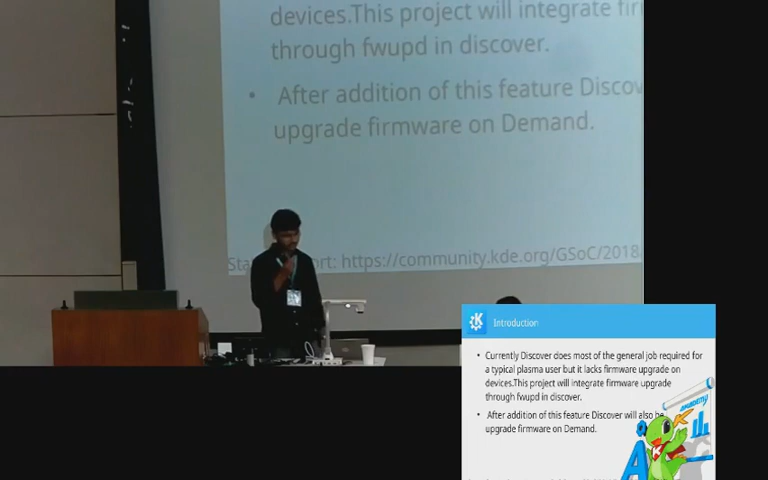 devices.This project will integrate fir
through fwupd in discover.
• After addition of this feature Discov
upgrade firmware on Demand.
ort: https://community.kde.org/GSoC/2018
Introduction
• Currently Discover does most of the general job required for
a typical plasma user but it lacks firmware upgrade on
devices.This project will integrate firmware upgrade
through fwupd in discover.
• After addition of this feature Discover will also be
upgrade firmware on Demand.
Akademy